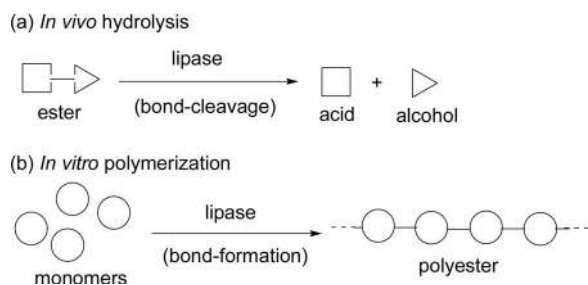 (a) In vivo hydrolysis
lipase
ester
(bond-cleavage)
acid
+
alcohol
(b) In vitro polymerization
lipase
monomers
(bond-formation)
polyester